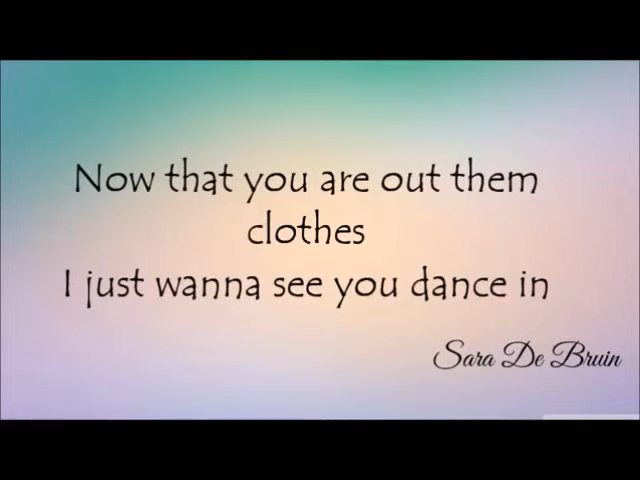 Now that you are out them
clothes
I just wanna see you dance in
Sara De Bruin